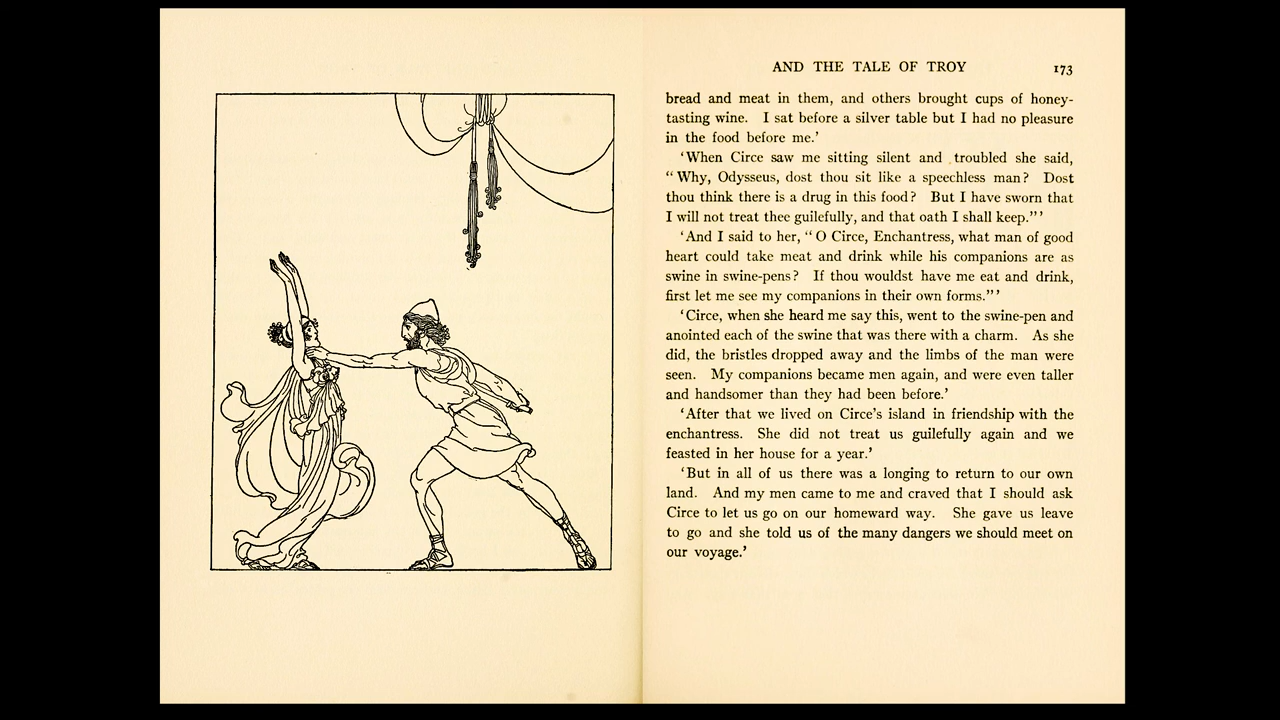 AND THE TALE OF TROY 173
bread and meat in them, and others brought cups of honey-
tasting wine. I sat before a silver table but I had no pleasure
in the food before me.'
'When Circe saw me sitting silent and troubled she said,
"Why, Odysseus, dost thou sit like a speechless man? Dost
thou think there is a drug in this food? But I have sworn that
I will not treat thee guilefully, and that oath I shall keep."'
'And I said to her, "O Circe, Enchantress, what man of good
heart could take meat and drink while his companions are as
swine in swine-pens? If thou wouldst have me eat and drink,
first let me see my companions in their own forms."'
'Circe, when she heard me say this, went to the swine-pen and
anointed each of the swine that was there with a charm. As she
did, the bristles dropped away and the limbs of the man were
seen. My companions became men again, and were even taller
and handsomer than they had been before.'
'After that we lived on Circe's island in friendship with the
enchantress. She did not treat us guilefully again and we
feasted in her house for a year.'
'But in all of us there was a longing to return to our own
land. And my men came to me and craved that I should ask
Circe to let us go on our homeward way. She gave us leave
to go and she told us of the many dangers we should meet on
our voyage.'